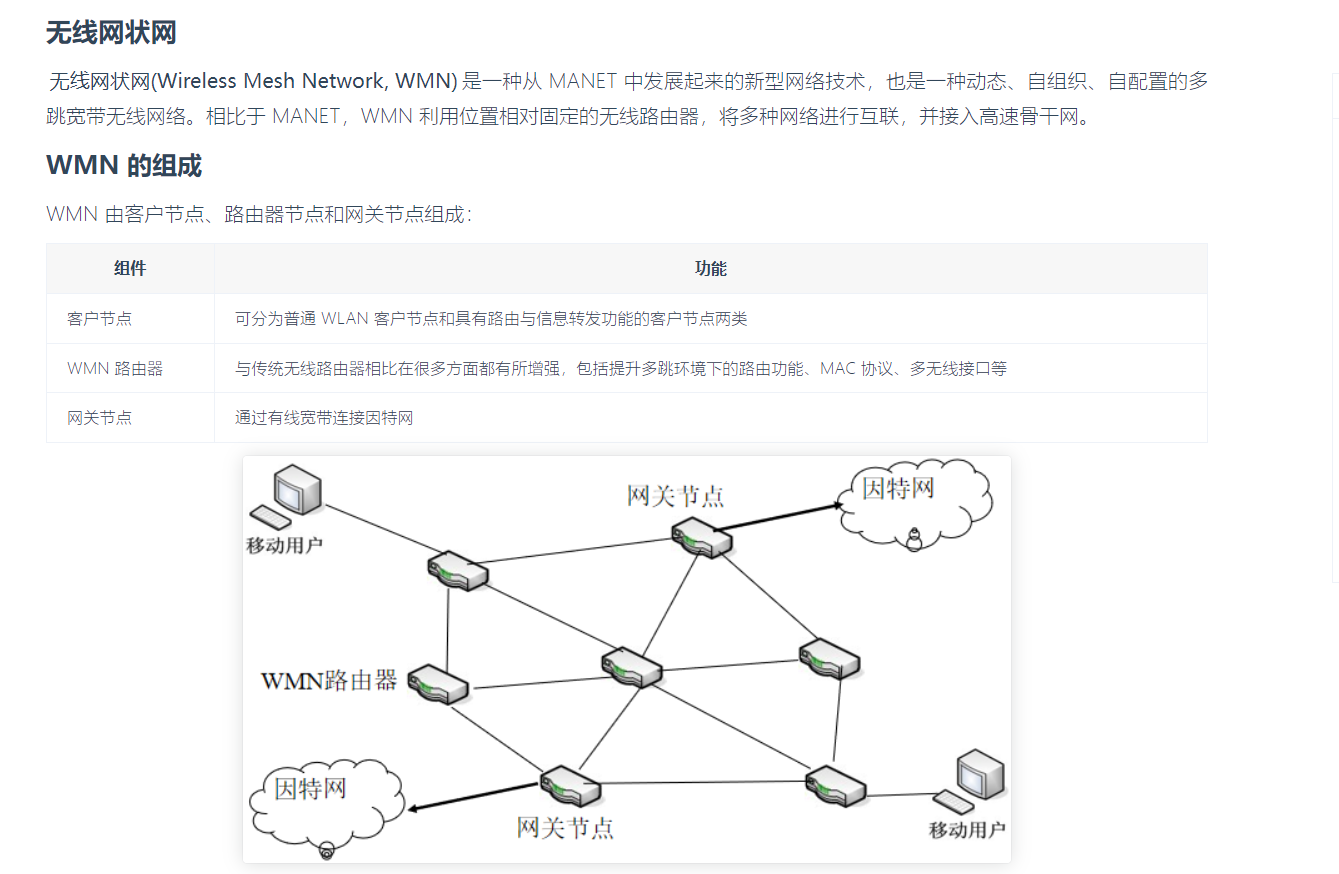 无线网状网
无线网状网(Wireless Mesh Network, WMN) 是一种从 MANET 中发展起来的新型网络技术，也是一种动态、自组织、自配置的多
跳宽带无线网络。相比于 MANET，WMN 利用位置相对固定的无线路由器，将多种网络进行互联，并接入高速骨干网。
WMN 的组成
WMN 由客户节点、路由器节点和网关节点组成：
组件 功能
客户节点 可分为普通 WLAN 客户节点和具有路由与信息转发功能的客户节点两类
WMN 路由器 与传统无线路由器相比在很多方面都有所增强，包括提升多跳环境下的路由功能、MAC 协议、多无线接口等
网关节点 通过有线宽带连接因特网
网关节点
因特网
移动用户
WMN路由器
因特网
网关节点
移动用户